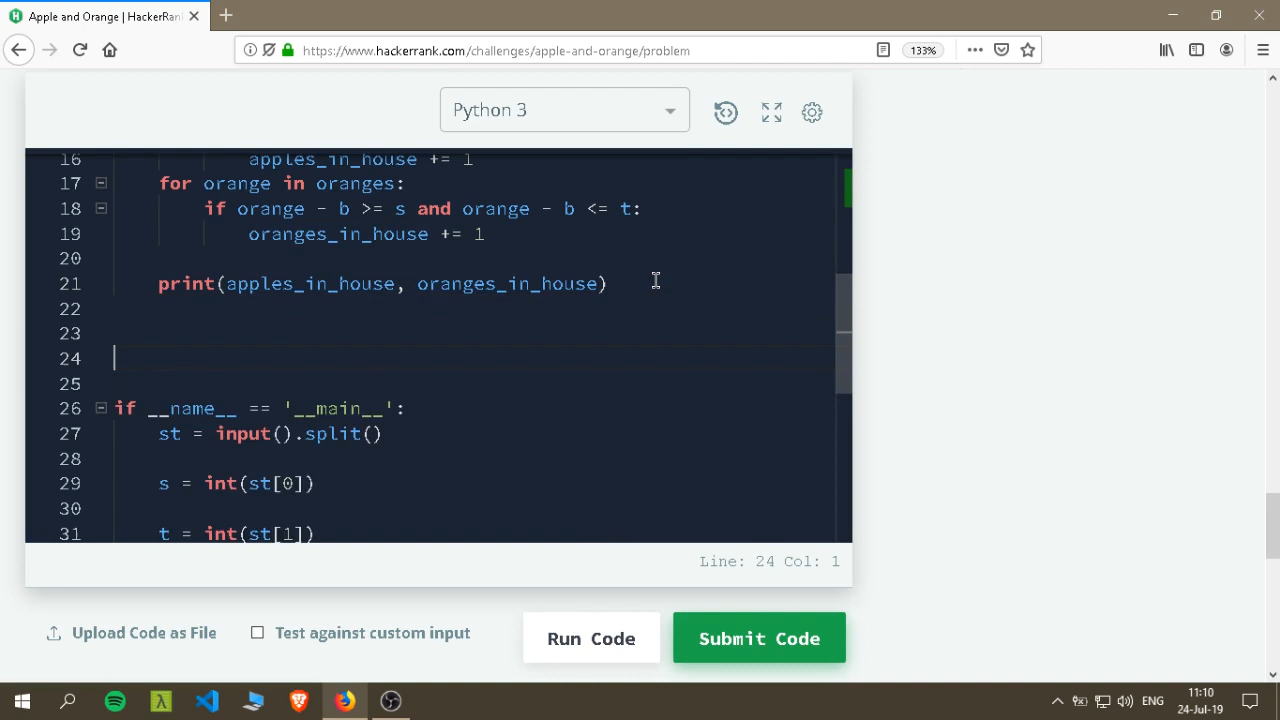 Apple and Orange | HackerRan
https://www.hackerrank.com/challenges/apple-and-orange/problem
133%
Python 3
16 apples_in_house += 1
17 for orange in oranges:
18 if orange - b >= s and orange - b <= t:
19 oranges_in_house += 1
20
21 print(apples_in_house, oranges_in_house)
22
23
24
25
26 if __name__ == '__main__':
27 st = input().split()
28
29 s = int(st[0])
30
31 t = int(st[1])
Line: 24 Col: 1
Upload Code as File
Test against custom input
Run Code
Submit Code
ENG
11:10
24-Jul-19